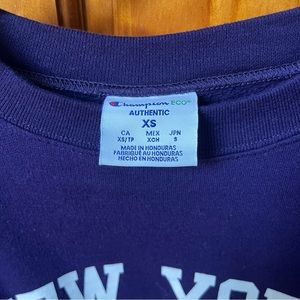 Champion ECO®
AUTHENTIC
XS
CA MEX JPN
XS/TP XCH S
MADE IN HONDURAS
FABRIQUÉ AU HONDURAS
HECHO EN HONDURAS
NEW YO